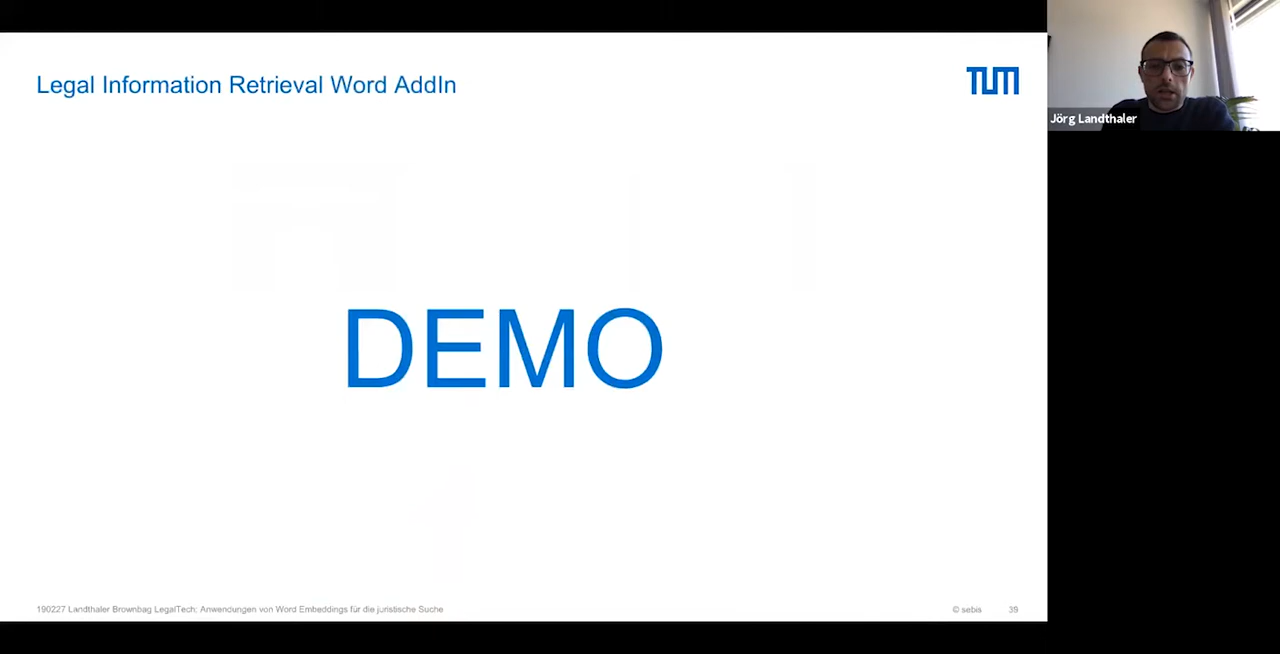 Legal Information Retrieval Word AddIn
TUM
Jörg Landthaler
DEMO
190227 Landthaler Brownbag LegalTech: Anwendungen von Word Embeddings für die juristische Suche
© sebis
39